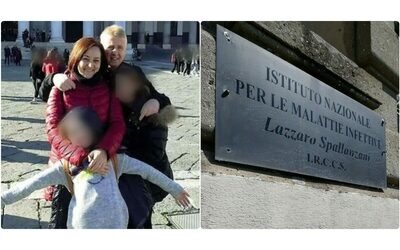 ISTITUTO NAZIONALE
PER LE MALATTIE INFETTIVE
Lazzaro Spallanzani
I.R.C.C.S.